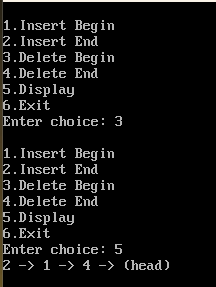 1.Insert Begin
2.Insert End
3.Delete Begin
4.Delete End
5.Display
6.Exit
Enter choice: 3
1.Insert Begin
2.Insert End
3.Delete Begin
4.Delete End
5.Display
6.Exit
Enter choice: 5
2 -> 1 -> 4 -> (head)